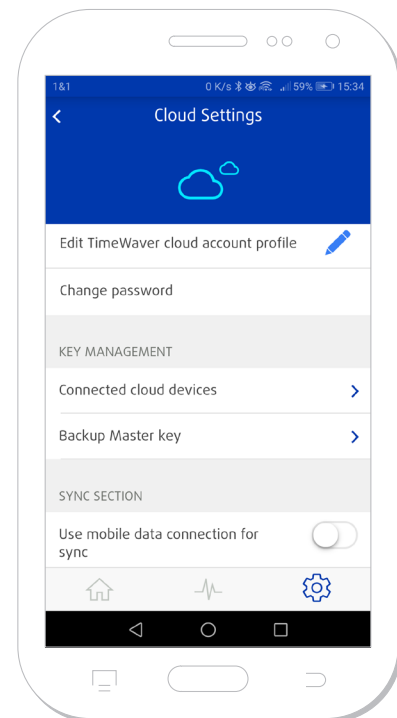 1&1 0 K/s 59% 15:34
Cloud Settings
Edit TimeWaver cloud account profile
Change password
KEY MANAGEMENT
Connected cloud devices
Backup Master key
SYNC SECTION
Use mobile data connection for
sync